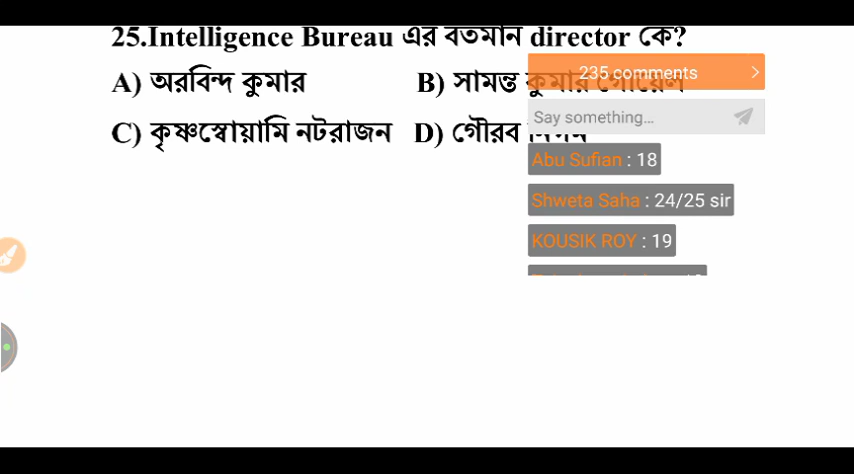 25.Intelligence Bureau এর বর্তমান director কে?
235 comments
A) অরবিন্দ কুমার B) সামন্ত কুমার গোয়েল
Say something...
C) কৃষ্ণস্বোয়ামি নটরাজন D) গৌরব
Abu Sufian : 18
Shweta Saha : 24/25 sir
KOUSIK ROY : 19